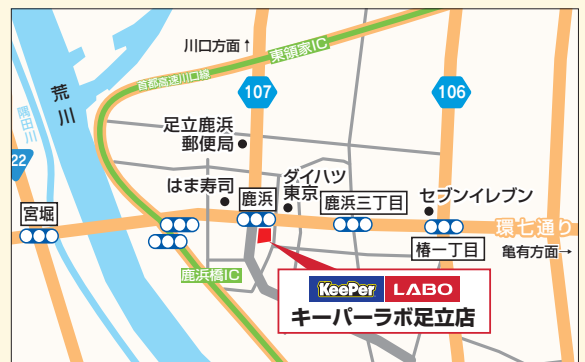 川口方面↑
東領家IC
首都高速川口線
荒川
隅田川
107
106
足立鹿浜
郵便局
22
はま寿司
鹿浜
ダイハツ
東京
鹿浜三丁目
セブンイレブン
宮堀
環七通り
椿一丁目
亀有方面→
鹿浜橋IC
KeePer LABO
キーパーラボ足立店